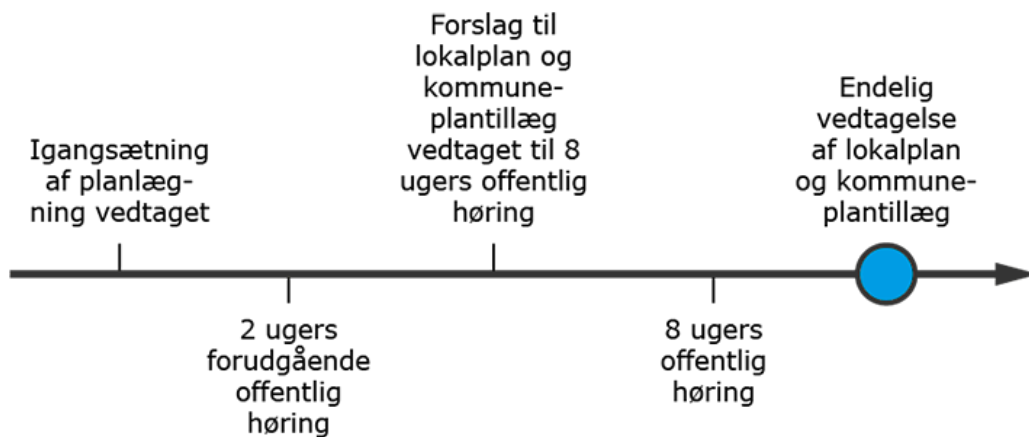 Igangsætning
af planlæg-
ning vedtaget
2 ugers
forudgående
offentlig
høring
Forslag til
lokalplan og
kommune-
plantillæg
vedtaget til 8
ugers offentlig
høring
8 ugers
offentlig
høring
Endelig
vedtagelse
af lokalplan
og kommune-
plantillæg